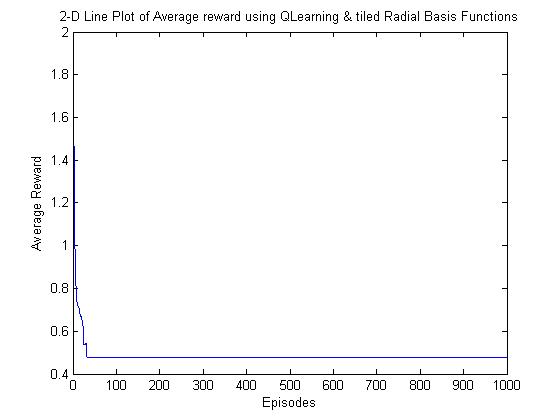 2-D Line Plot of Average reward using QLearning & tiled Radial Basis Functions
2
1.8
1.6
1.4
1.2
1
0.8
0.6
0.4
Average Reward
0 100 200 300 400 500 600 700 800 900 1000
Episodes